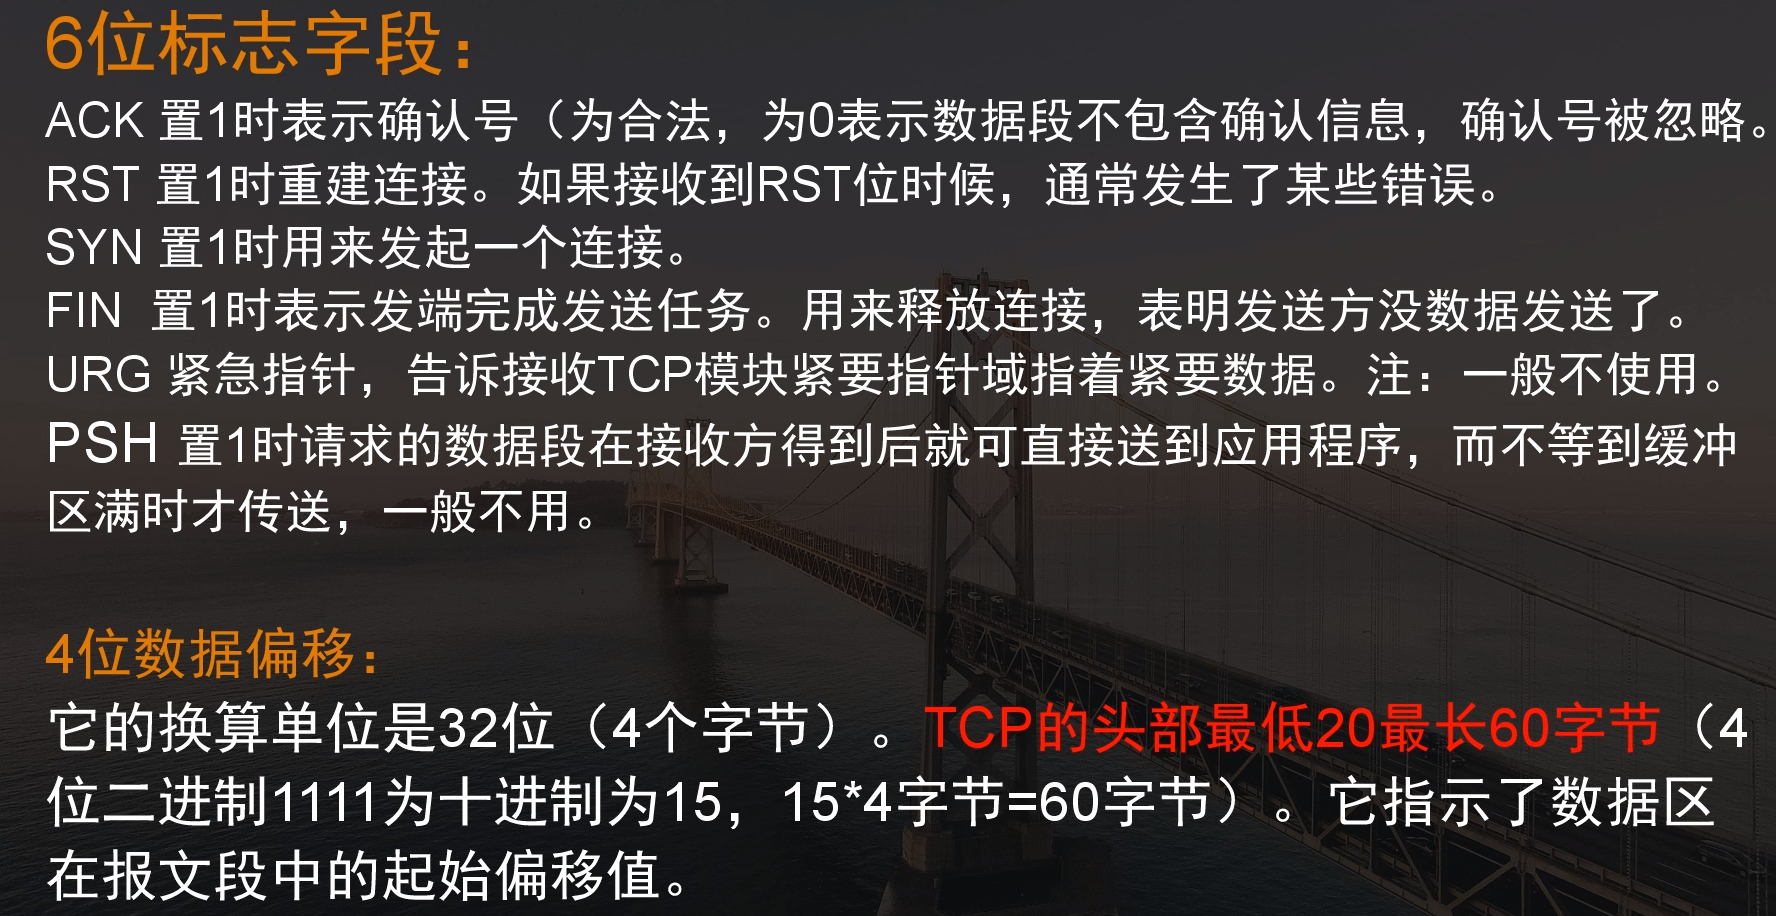 6位标志字段：
ACK 置1时表示确认号（为合法，为0表示数据段不包含确认信息，确认号被忽略。
RST 置1时重建连接。如果接收到RST位时候，通常发生了某些错误。
SYN 置1时用来发起一个连接。
FIN  置1时表示发端完成发送任务。用来释放连接，表明发送方没数据发送了。
URG 紧急指针，告诉接收TCP模块紧要指针域指着紧要数据。注：一般不使用。
PSH 置1时请求的数据段在接收方得到后就可直接送到应用程序，而不等到缓冲
区满时才传送，一般不用。
4位数据偏移：
它的换算单位是32位（4个字节）。TCP的头部最低20最长60字节（4
位二进制1111为十进制为15，15*4字节=60字节）。它指示了数据区
在报文段中的起始偏移值。